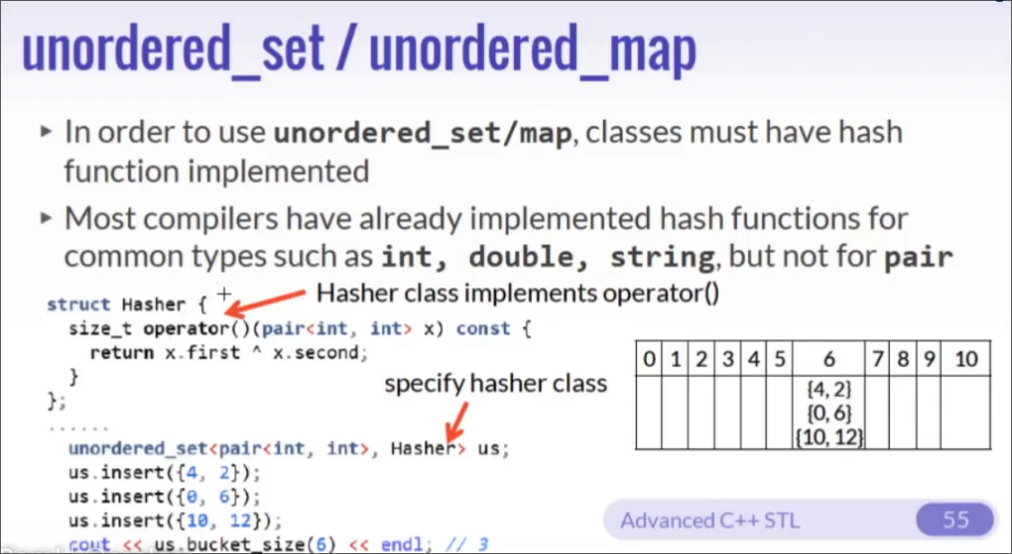 unordered_set / unordered_map
▸ In order to use unordered_set/map, classes must have hash
function implemented
▸ Most compilers have already implemented hash functions for
common types such as int, double, string, but not for pair
Hasher class implements operator()
struct Hasher {
size_t operator()(pair<int, int> x) const {
return x.first ^ x.second;
}
};
specify hasher class
......
unordered_set<pair<int, int>, Hasher> us;
us.insert({4, 2});
us.insert({0, 6});
us.insert({10, 12});
cout << us.bucket_size(6) << endl; // 3
0 1 2 3 4 5 6 7 8 9 10
{4, 2}
{0, 6}
{10, 12}
Advanced C++ STL 55